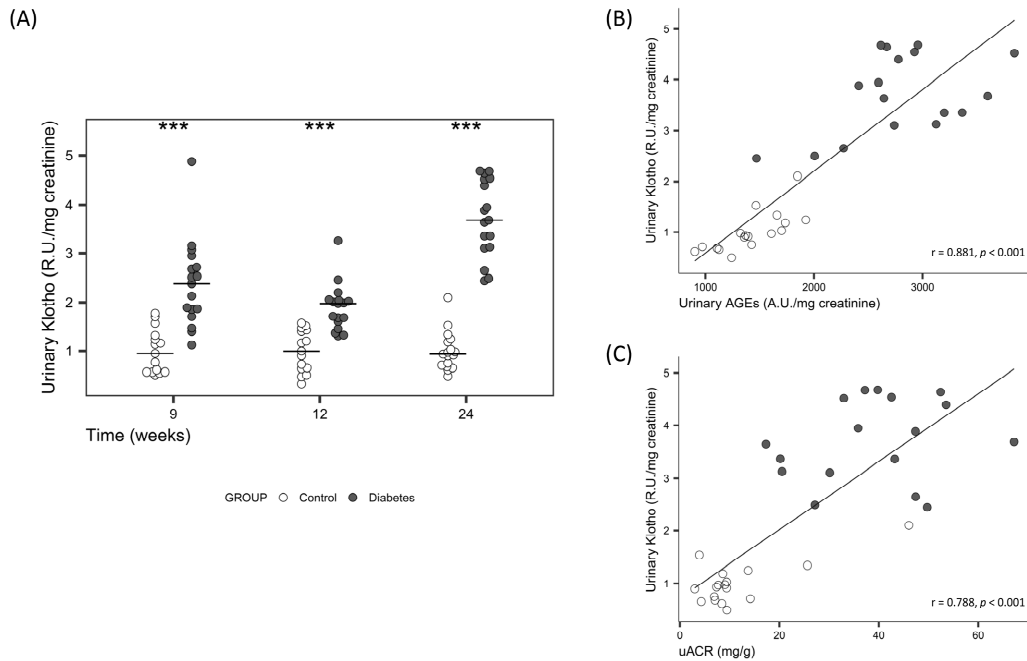 (A)
Urinary Klotho (R.U./mg creatinine)
5
4
3
2
1
*** *** ***
9 12 24
Time (weeks)
GROUP Control Diabetes
(B)
Urinary Klotho (R.U./mg creatinine)
5
4
3
2
1
r = 0.881, p < 0.001
1000 2000 3000
Urinary AGEs (A.U./mg creatinine)
(C)
Urinary Klotho (R.U./mg creatinine)
5
4
3
2
1
r = 0.788, p < 0.001
0 20 40 60
uACR (mg/g)